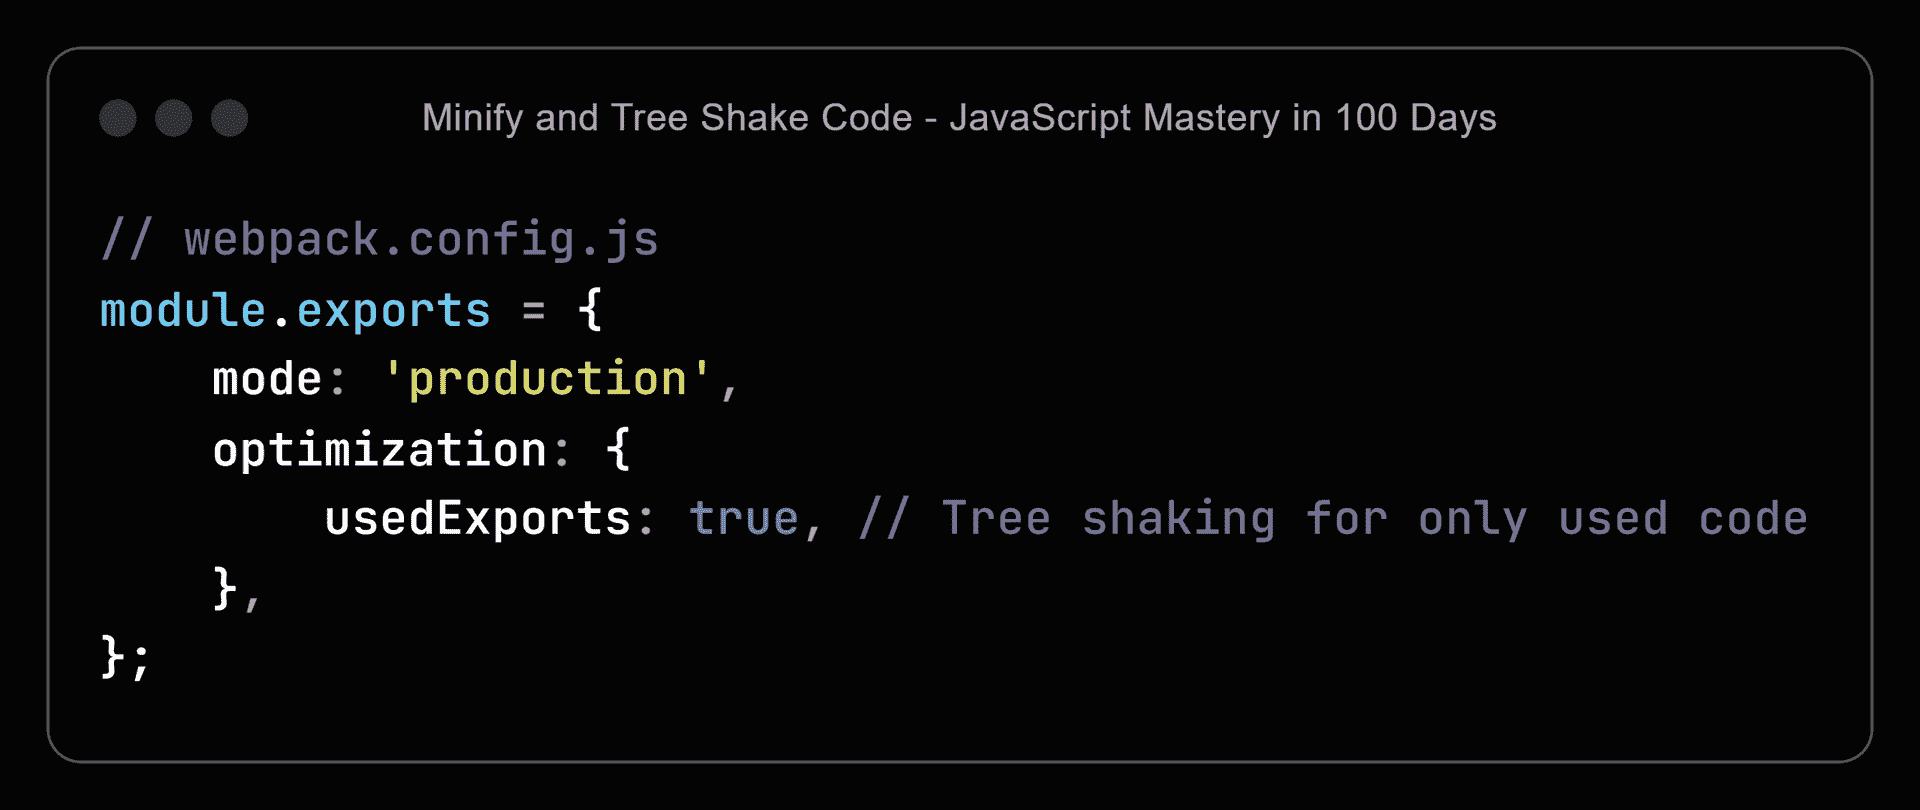 Minify and Tree Shake Code - JavaScript Mastery in 100 Days
// webpack.config.js
module.exports = {
    mode: 'production',
    optimization: {
        usedExports: true, // Tree shaking for only used code
    },
};